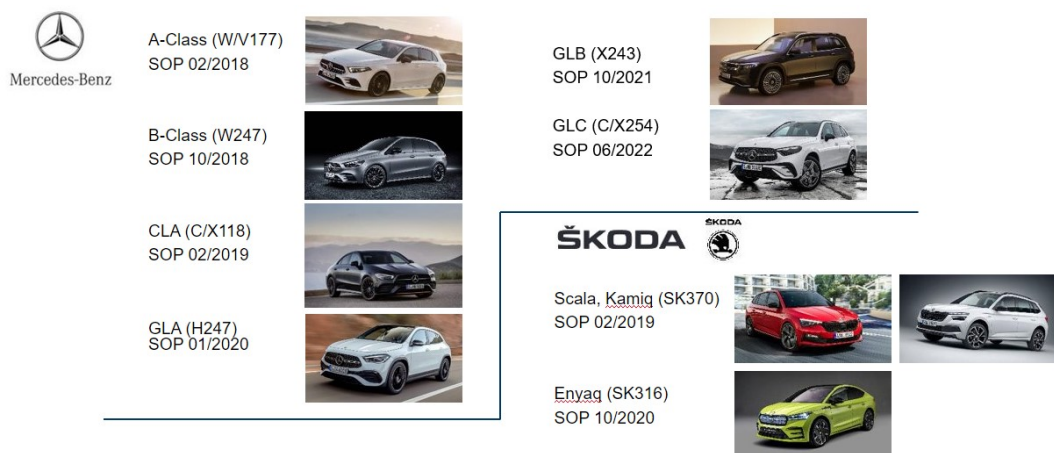 Mercedes-Benz
A-Class (W/V177)
SOP 02/2018
B-Class (W247)
SOP 10/2018
CLA (C/X118)
SOP 02/2019
GLA (H247)
SOP 01/2020
GLB (X243)
SOP 10/2021
GLC (C/X254)
SOP 06/2022
ŠKODA
ŠKODA
Scala, Kamiq (SK370)
SOP 02/2019
Enyaq (SK316)
SOP 10/2020